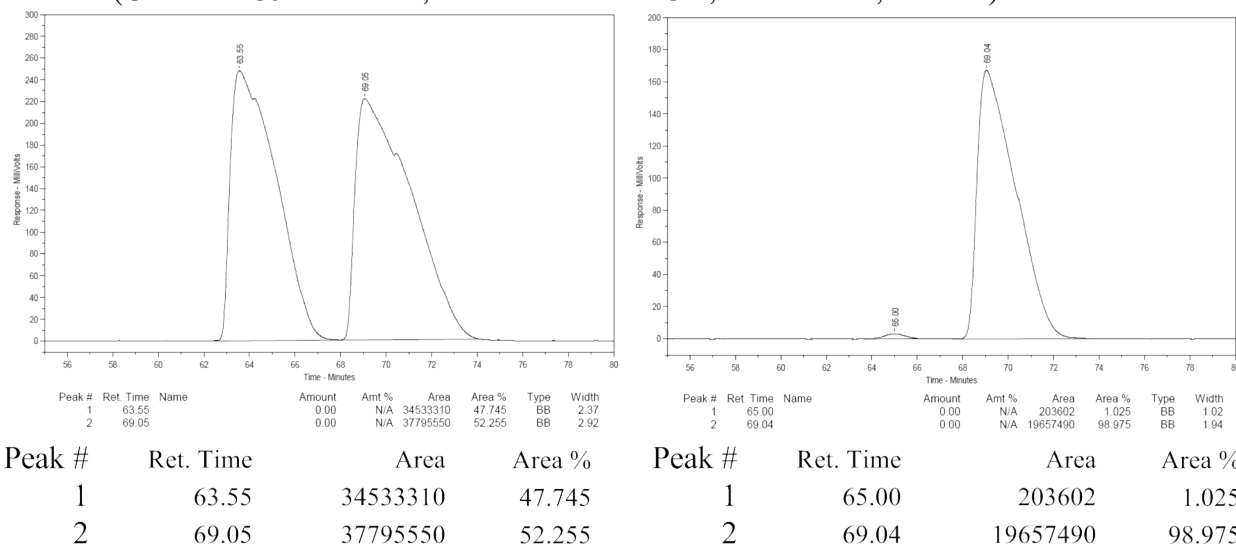 300
280
260
240
220
200
180
160
140
120
100
80
60
40
20
0
Response - MilliVolts
63.55
69.05
56 58 60 62 64 66 68 70 72 74 76 78 80
Time - Minutes
Peak # Ret. Time Name Amount Amt % Area Area % Type Width
1 63.55 0.00 N/A 34533310 47.745 BB 2.37
2 69.05 0.00 N/A 37795550 52.255 BB 2.92
Peak # Ret. Time Area Area %
1 63.55 34533310 47.745
2 69.05 37795550 52.255
200
180
160
140
120
100
80
60
40
20
0
Response - MilliVolts
65.00
69.04
56 58 60 62 64 66 68 70 72 74 76 78
Time - Minutes
Peak # Ret. Time Name Amount Amt % Area Area % Type Width
1 65.00 0.00 N/A 203602 1.025 BB 1.02
2 69.04 0.00 N/A 19657490 98.975 BB 1.94
Peak # Ret. Time Area Area %
1 65.00 203602 1.025
2 69.04 19657490 98.975